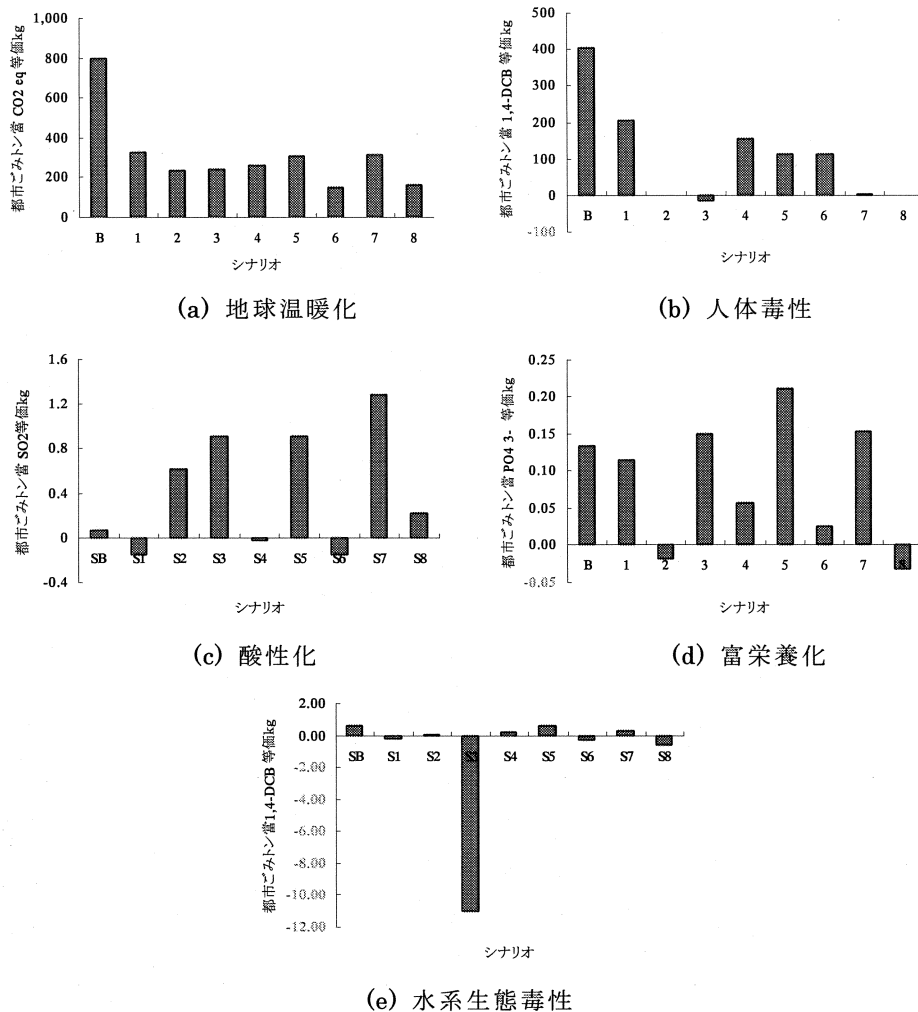 都市ごみトン當 CO2 eq 等価kg
1,000
800
600
400
200
0
B 1 2 3 4 5 6 7 8
シナリオ
(a) 地球温暖化
都市ごみトン當 1,4-DCB 等価kg
500
400
300
200
100
0
-100
B 1 2 3 4 5 6 7 8
シナリオ
(b) 人体毒性
都市ごみトン當 SO2等価kg
1.6
1.2
0.8
0.4
0
-0.4
SB S1 S2 S3 S4 S5 S6 S7 S8
シナリオ
(c) 酸性化
都市ごみトン當PO4 3- 等価kg
0.25
0.20
0.15
0.10
0.05
0.00
-0.05
B 1 2 3 4 5 6 7 8
シナリオ
(d) 富栄養化
都市ごみトン當1,4-DCB 等価kg
2.00
0.00
-2.00
-4.00
-6.00
-8.00
-10.00
-12.00
SB S1 S2 S3 S4 S5 S6 S7 S8
シナリオ
(e) 水系生態毒性